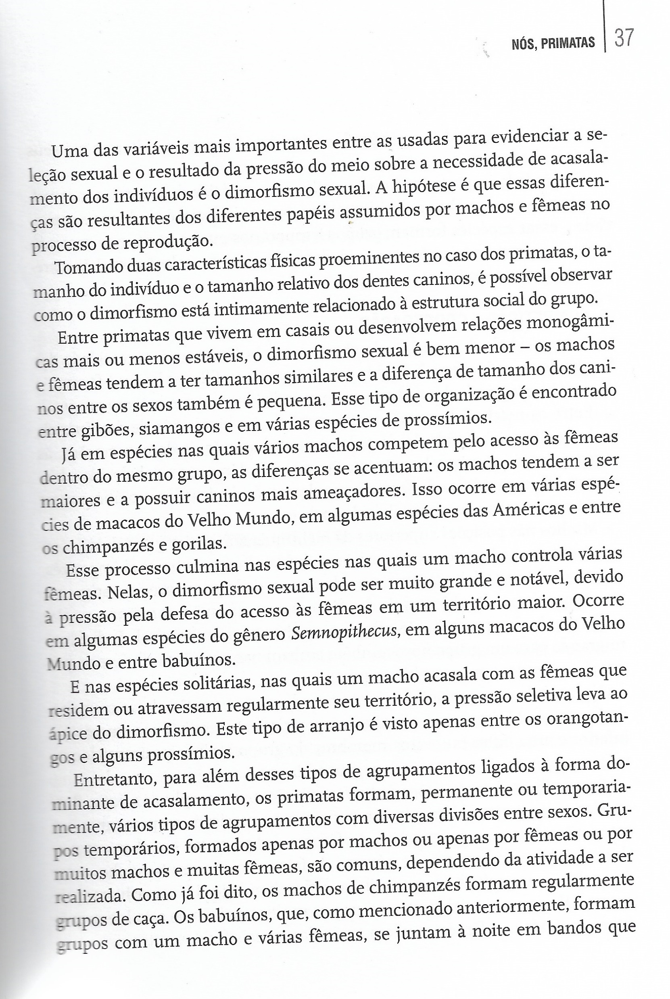 NÓS, PRIMATAS 37
Uma das variáveis mais importantes entre as usadas para evidenciar a se-
leção sexual e o resultado da pressão do meio sobre a necessidade de acasala-
mento dos indivíduos é o dimorfismo sexual. A hipótese é que essas diferen-
ças são resultantes dos diferentes papéis assumidos por machos e fêmeas no
processo de reprodução.
Tomando duas características físicas proeminentes no caso dos primatas, o ta-
manho do indivíduo e o tamanho relativo dos dentes caninos, é possível observar
como o dimorfismo está intimamente relacionado à estrutura social do grupo.
Entre primatas que vivem em casais ou desenvolvem relações monogâmi-
cas mais ou menos estáveis, o dimorfismo sexual é bem menor – os machos
e fêmeas tendem a ter tamanhos similares e a diferença de tamanho dos cani-
nos entre os sexos também é pequena. Esse tipo de organização é encontrado
entre gibões, siamangos e em várias espécies de prossímios.
Já em espécies nas quais vários machos competem pelo acesso às fêmeas
dentro do mesmo grupo, as diferenças se acentuam: os machos tendem a ser
maiores e a possuir caninos mais ameaçadores. Isso ocorre em várias espé-
cies de macacos do Velho Mundo, em algumas espécies das Américas e entre
os chimpanzés e gorilas.
Esse processo culmina nas espécies nas quais um macho controla várias
fêmeas. Nelas, o dimorfismo sexual pode ser muito grande e notável, devido
à pressão pela defesa do acesso às fêmeas em um território maior. Ocorre
em algumas espécies do gênero Semnopithecus, em alguns macacos do Velho
Mundo e entre babuínos.
E nas espécies solitárias, nas quais um macho acasala com as fêmeas que
residem ou atravessam regularmente seu território, a pressão seletiva leva ao
ápice do dimorfismo. Este tipo de arranjo é visto apenas entre os orangotan-
gos e alguns prossímios.
Entretanto, para além desses tipos de agrupamentos ligados à forma do-
minante de acasalamento, os primatas formam, permanente ou temporaria-
mente, vários tipos de agrupamentos com diversas divisões entre sexos. Gru-
pos temporários, formados apenas por machos ou apenas por fêmeas ou por
muitos machos e muitas fêmeas, são comuns, dependendo da atividade a ser
realizada. Como já foi dito, os machos de chimpanzés formam regularmente
grupos de caça. Os babuínos, que, como mencionado anteriormente, formam
grupos com um macho e várias fêmeas, se juntam à noite em bandos que